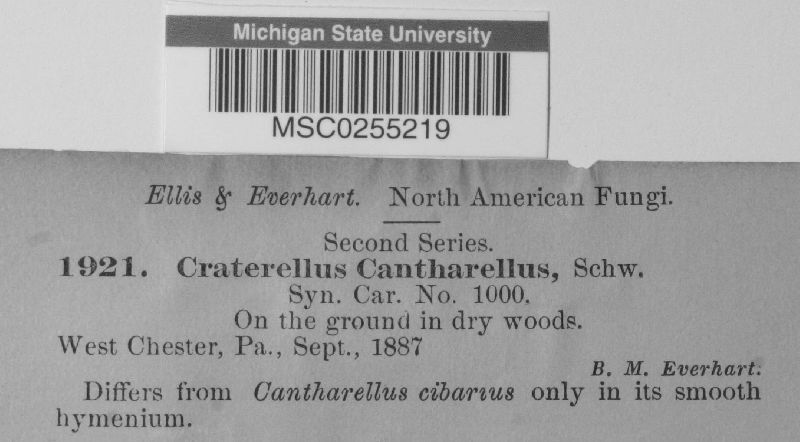 Michigan State University
MSC0255219
Ellis & Everhart. North American Fungi.
Second Series.
1921. Craterellus Cantharellus, Schw.
Syn. Car. No. 1000.
On the ground in dry woods.
West Chester, Pa., Sept., 1887
B. M. Everhart.
Differs from Cantharellus cibarius only in its smooth
hymenium.